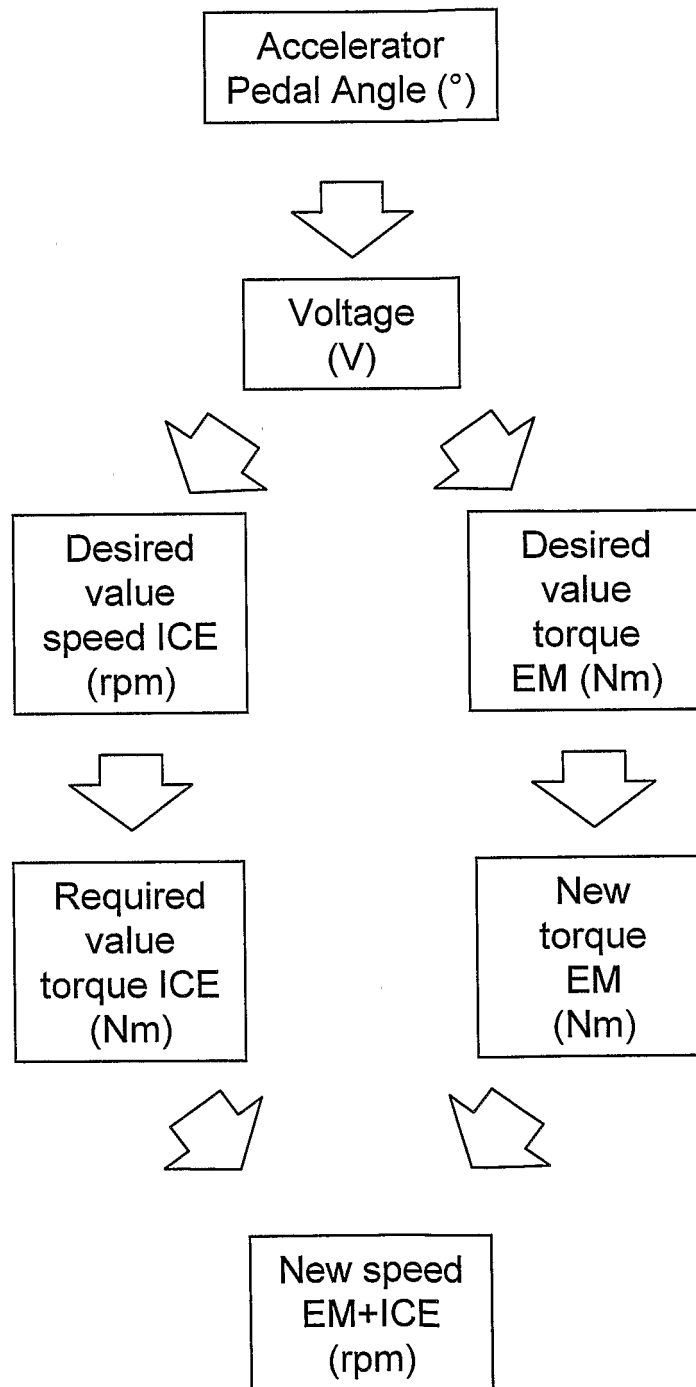 Accelerator
Pedal Angle (°)
Voltage
(V)
Desired
value
speed ICE
(rpm)
Desired
value
torque
EM (Nm)
Required
value
torque ICE
(Nm)
New
torque
EM
(Nm)
New speed
EM+ICE
(rpm)